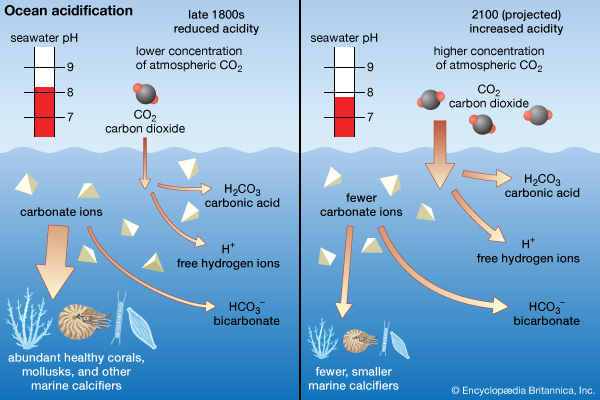 Ocean acidification
late 1800s
reduced acidity
seawater pH
lower concentration
of atmospheric CO₂
9
8
7
CO₂
carbon dioxide
H₂CO₃
carbonic acid
carbonate ions
H⁺
free hydrogen ions
HCO₃⁻
bicarbonate
abundant healthy corals,
mollusks, and other
marine calcifiers
2100 (projected)
increased acidity
seawater pH
higher concentration
of atmospheric CO₂
9
8
7
CO₂
carbon dioxide
H₂CO₃
carbonic acid
fewer
carbonate ions
H⁺
free hydrogen ions
HCO₃⁻
bicarbonate
fewer, smaller
marine calcifiers
© Encyclopædia Britannica, Inc.